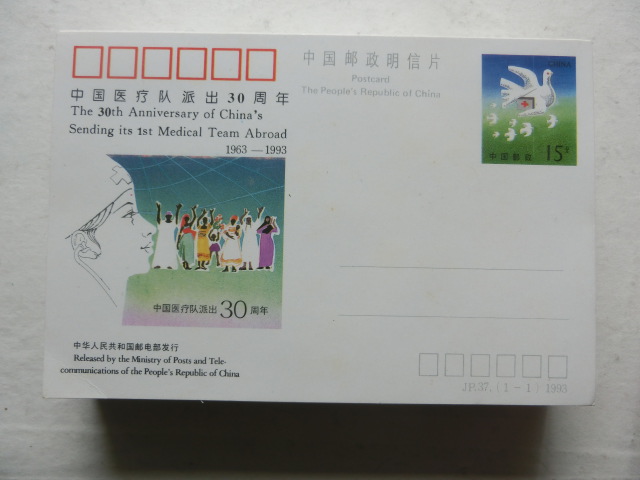 中国医疗队派出30周年
The 30th Anniversary of China's
Sending its 1st Medical Team Abroad
1963—1993
中国医疗队派出30周年
中华人民共和国邮电部发行
Released by the Ministry of Posts and Tele-
communications of the People's Republic of China
中国邮政明信片
Postcard
The People's Republic of China
CHINA
中国邮政 15分
JP.37.(1-1)1993